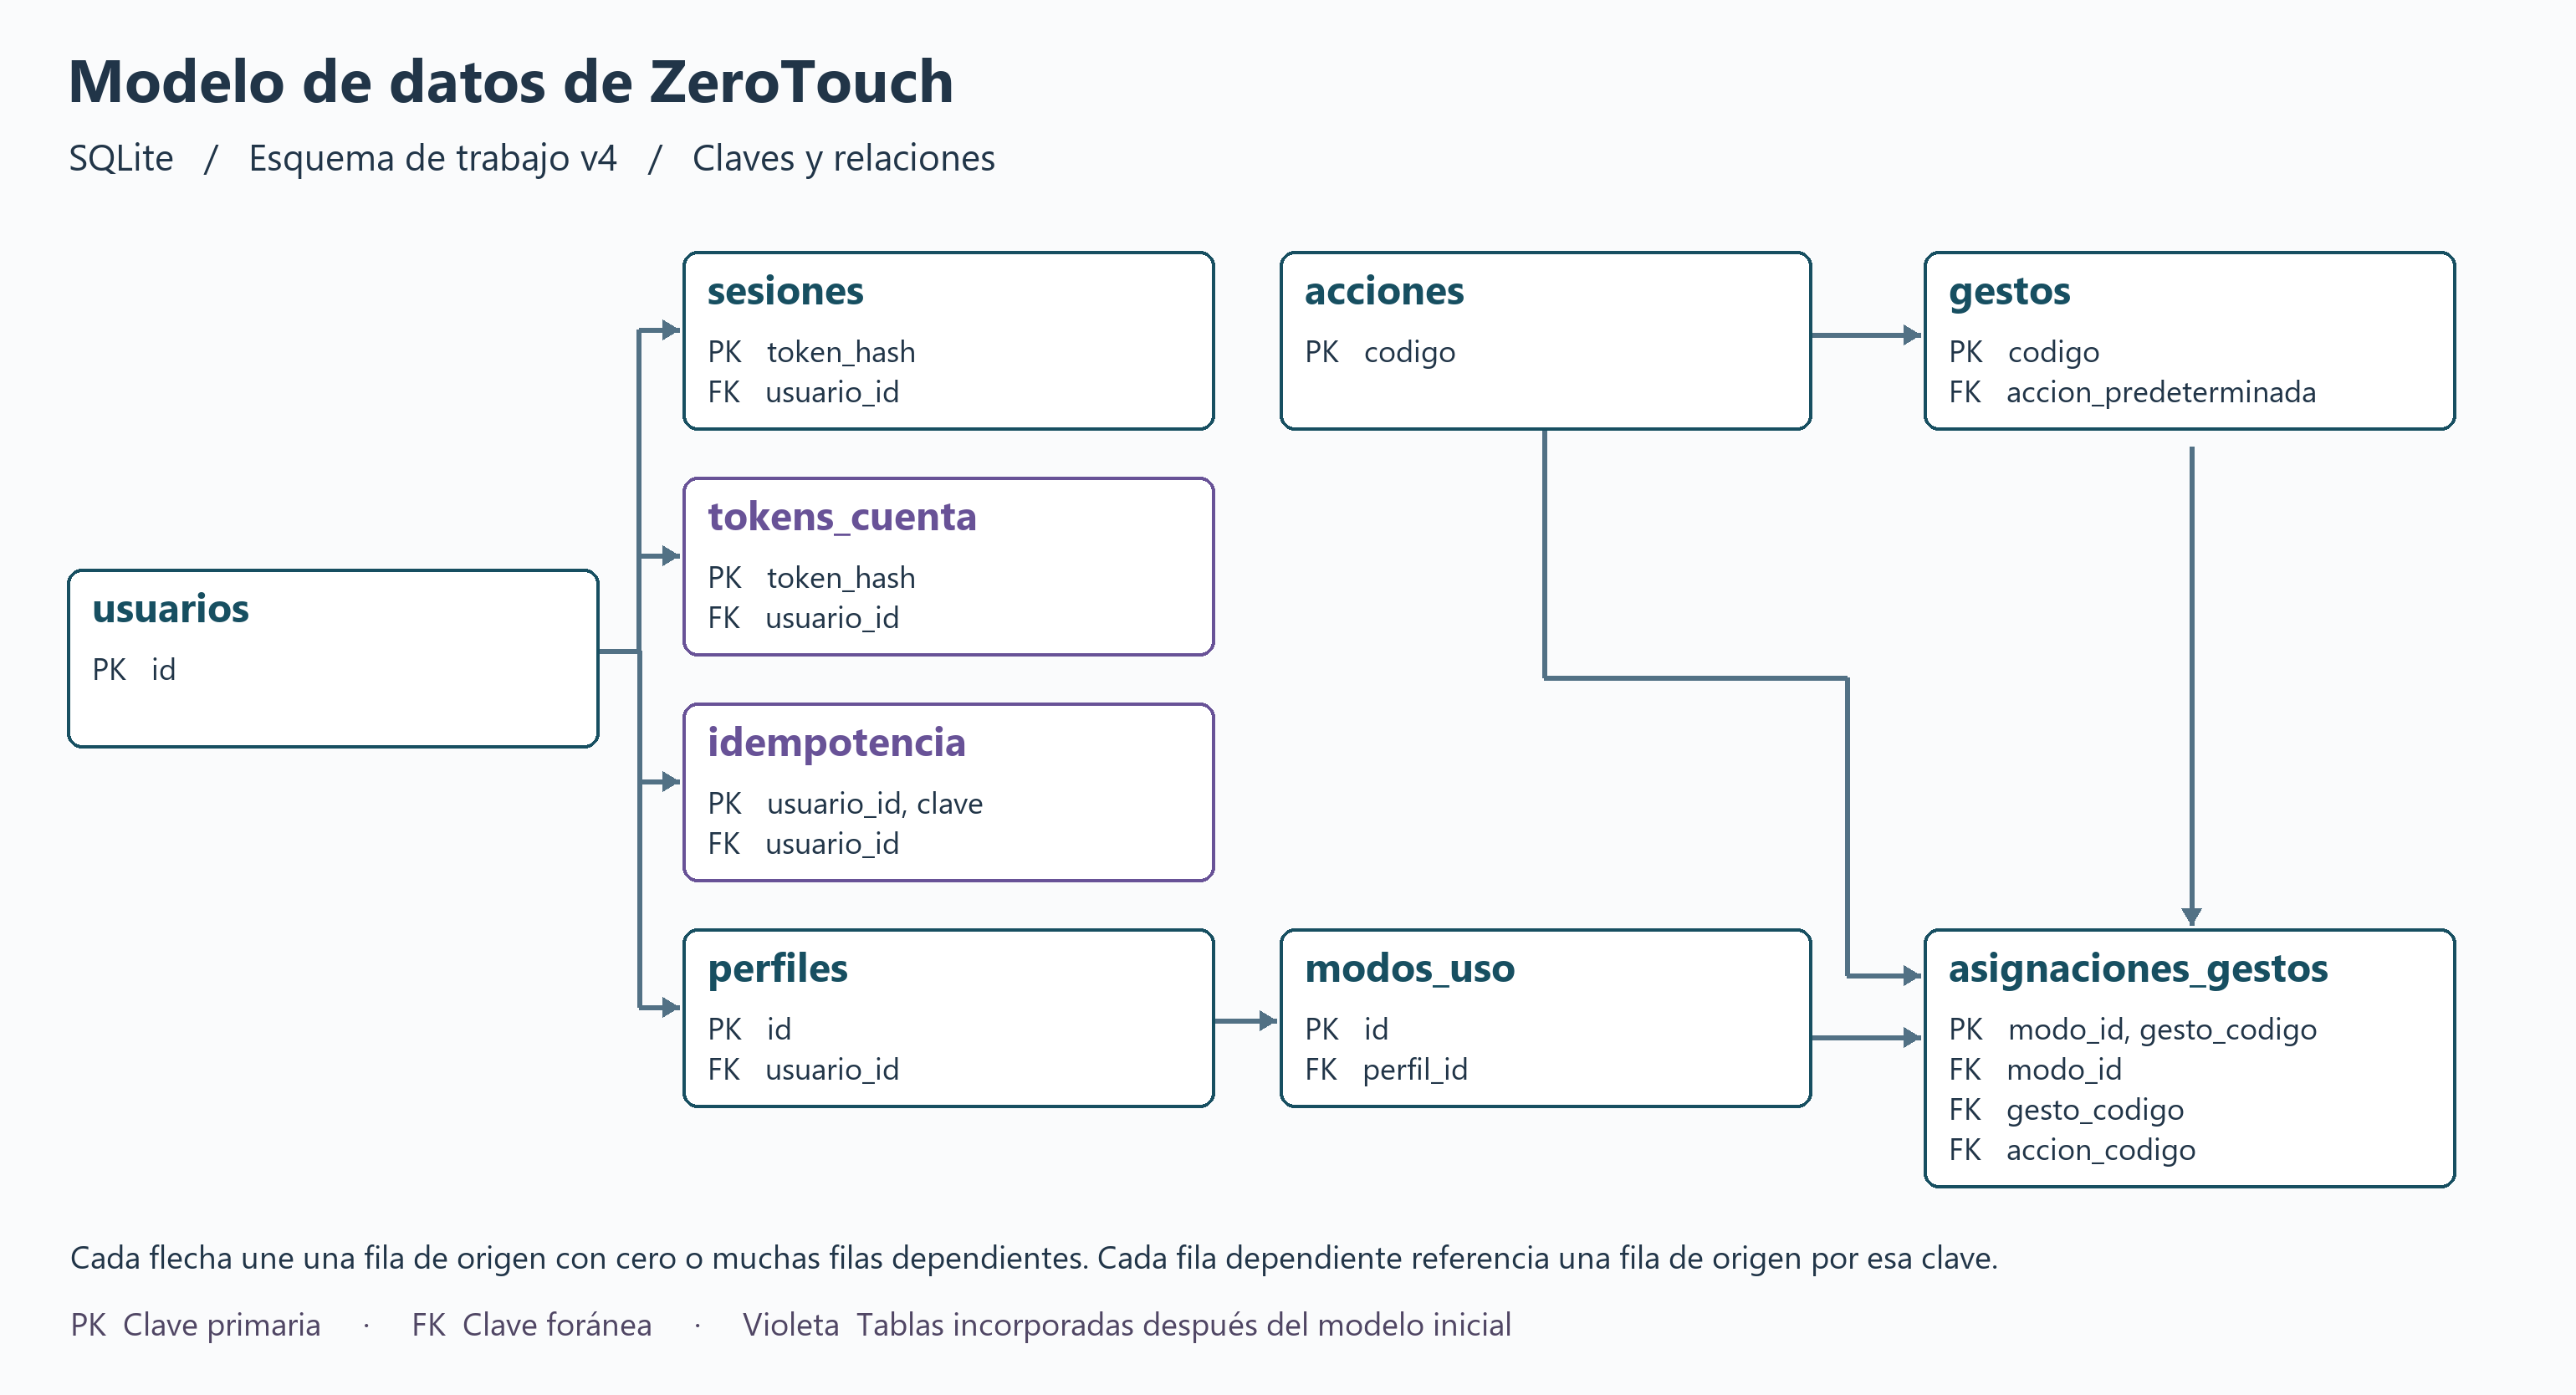 Modelo de datos de ZeroTouch
SQLite / Esquema de trabajo v4 / Claves y relaciones
sesiones
PK token_hash
FK usuario_id
acciones
PK codigo
gestos
PK codigo
FK accion_predeterminada
tokens_cuenta
PK token_hash
FK usuario_id
usuarios
PK id
idempotencia
PK usuario_id, clave
FK usuario_id
perfiles
PK id
FK usuario_id
modos_uso
PK id
FK perfil_id
asignaciones_gestos
PK modo_id, gesto_codigo
FK modo_id
FK gesto_codigo
FK accion_codigo
Cada flecha une una fila de origen con cero o muchas filas dependientes. Cada fila dependiente referencia una fila de origen por esa clave.
PK Clave primaria · FK Clave foránea · Violeta Tablas incorporadas después del modelo inicial